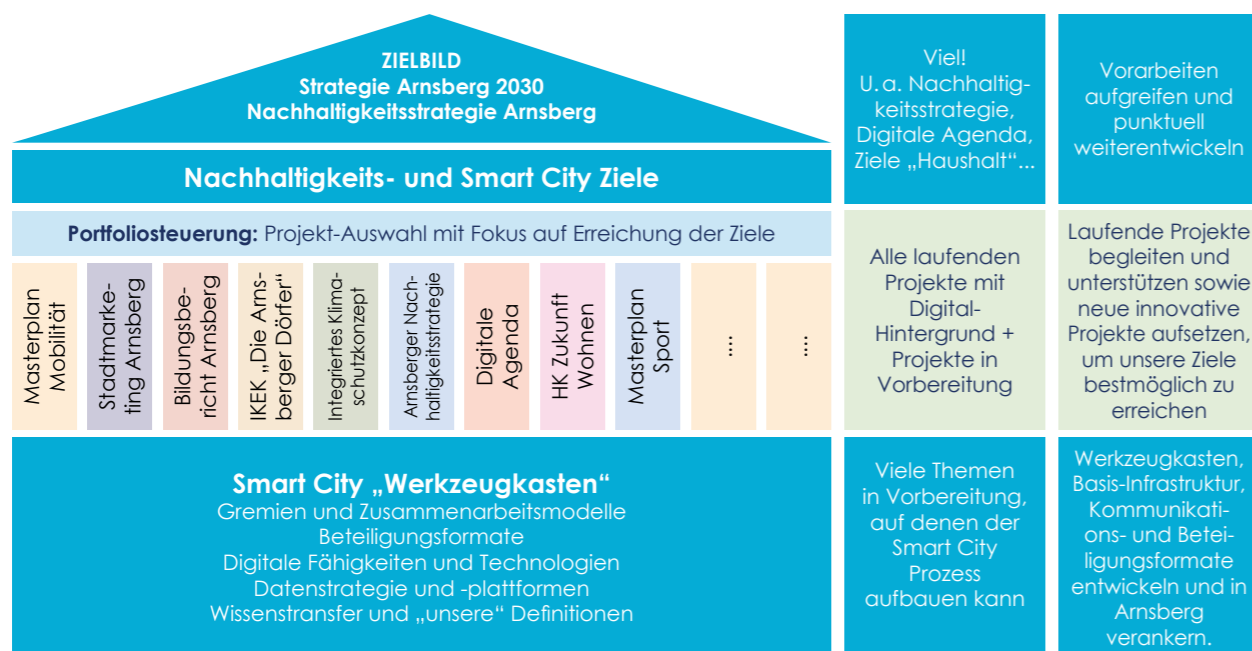 ZIELBILD
Strategie Arnsberg 2030
Nachhaltigkeitsstrategie Arnsberg
Nachhaltigkeits- und Smart City Ziele
Portfoliosteuerung: Projekt-Auswahl mit Fokus auf Erreichung der Ziele
Masterplan
Mobilität
Stadtmarke-
ting Arnsberg
Bildungsbe-
richt Arnsberg
IKEK „Die Arns-
berger Dörfer“
Integriertes Klima-
schutzkonzept
Arnsberger Nach-
haltigkeitsstrategie
Digitale
Agenda
HK Zukunft
Wohnen
Masterplan
Sport
....
....
Smart City „Werkzeugkasten“
Gremien und Zusammenarbeitsmodelle
Beteiligungsformate
Digitale Fähigkeiten und Technologien
Datenstrategie und -plattformen
Wissenstransfer und „unsere“ Definitionen
Viel!
U. a. Nachhaltig-
keitsstrategie,
Digitale Agenda,
Ziele „Haushalt“...
Alle laufenden
Projekte mit
Digital-
Hintergrund +
Projekte in
Vorbereitung
Viele Themen
in Vorbereitung,
auf denen der
Smart City
Prozess
aufbauen kann
Vorarbeiten
aufgreifen und
punktuell
weiterentwickeln
Laufende Projekte
begleiten und
unterstützen sowie
neue innovative
Projekte aufsetzen,
um unsere Ziele
bestmöglich zu
erreichen
Werkzeugkasten,
Basis-Infrastruktur,
Kommunikati-
ons- und Betei-
ligungsformate
entwickeln und in
Arnsberg
verankern.